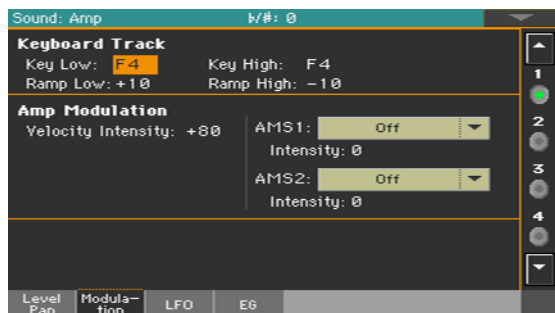 Sound: Amp b/#: 0
Keyboard Track
Key Low: F4 Key High: F4
Ramp Low: +10 Ramp High: -10
Amp Modulation
Velocity Intensity: +80
AMS1: Off
Intensity: 0
AMS2: Off
Intensity: 0
1
2
3
4
Level Pan
Modula-tion
LFO
EG